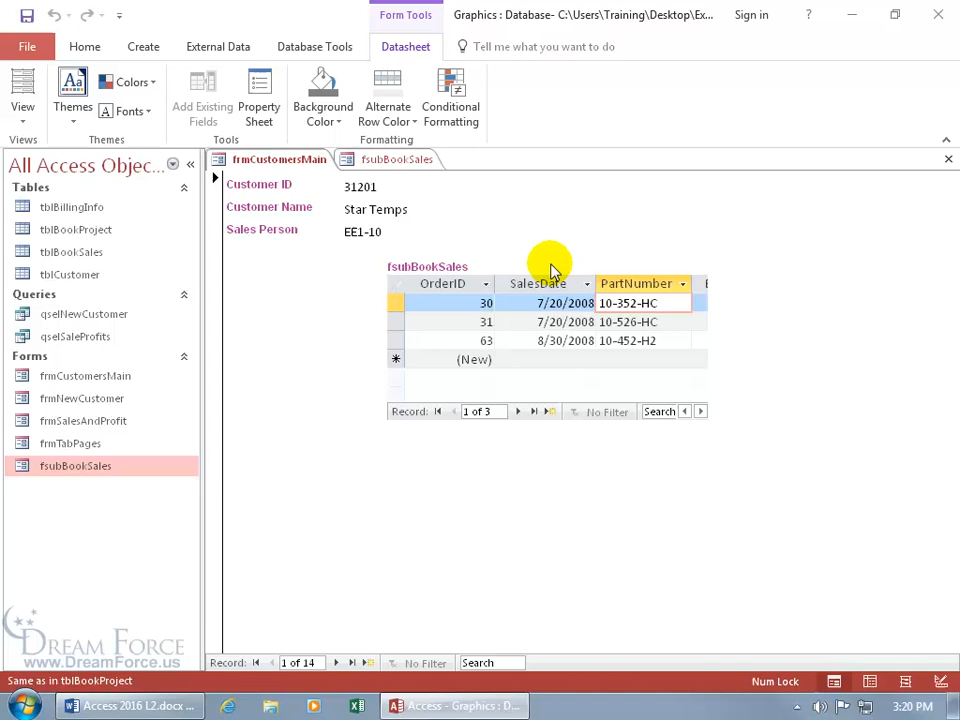 Form Tools
Graphics : Database- C:\Users\Training\Desktop\Ex...
Sign in
?
File
Home
Create
External Data
Database Tools
Datasheet
Tell me what you want to do
View
Themes
Aa
Colors
A Fonts
Add Existing Fields
Property Sheet
Background Color
Alternate Row Color
Conditional Formatting
Views
Themes
Tools
Formatting
All Access Objec...
frmCustomersMain
fsubBookSales
Tables
tblBillingInfo
tblBookProject
tblBookSales
tblCustomer
Queries
qselNewCustomer
qselSaleProfits
Forms
frmCustomersMain
frmNewCustomer
frmSalesAndProfit
frmTabPages
fsubBookSales
Customer ID 31201
Customer Name Star Temps
Sales Person EE1-10
fsubBookSales
OrderID SalesDate PartNumber
30 7/20/2008 10-352-HC
31 7/20/2008 10-526-HC
63 8/30/2008 10-452-H2
(New)
Record: 1 of 3 No Filter Search
DREAM FORCE
www.DreamForce.us
Record: 1 of 14 No Filter Search
Same as in tblBookProject
Num Lock
Access 2016 L2.docx ...
Access - Graphics : D...
3:20 PM